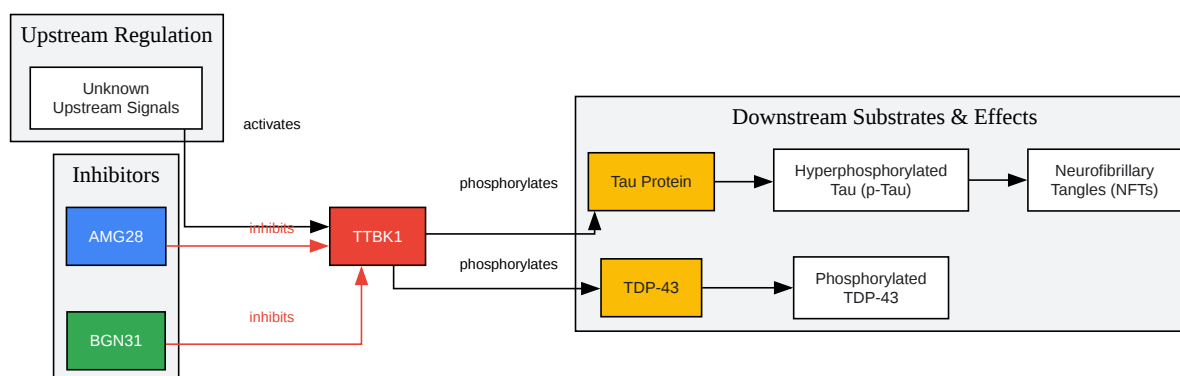 Upstream Regulation
Unknown
Upstream Signals
activates
Inhibitors
AMG28
inhibits
BGN31
inhibits
TTBK1
phosphorylates
phosphorylates
Downstream Substrates & Effects
Tau Protein
Hyperphosphorylated
Tau (p-Tau)
Neurofibrillary
Tangles (NFTs)
TDP-43
Phosphorylated
TDP-43